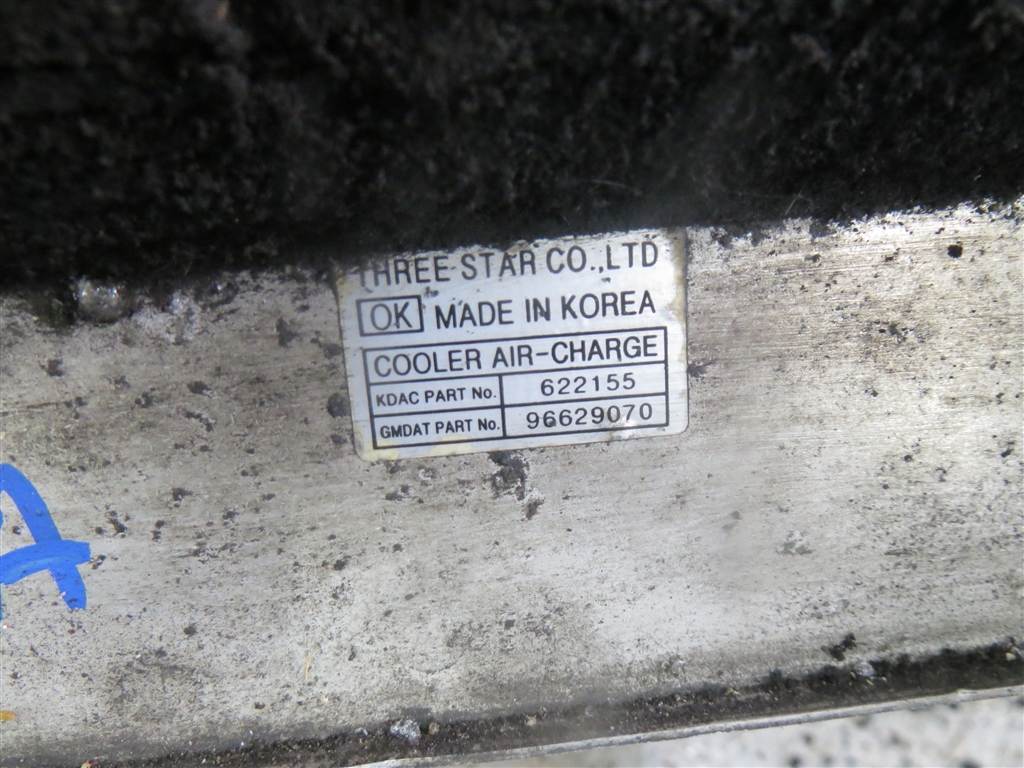 THREE STAR CO.,LTD
OK MADE IN KOREA
COOLER AIR-CHARGE
KDAC PART No. 622155
GMDAT PART No. 96629070